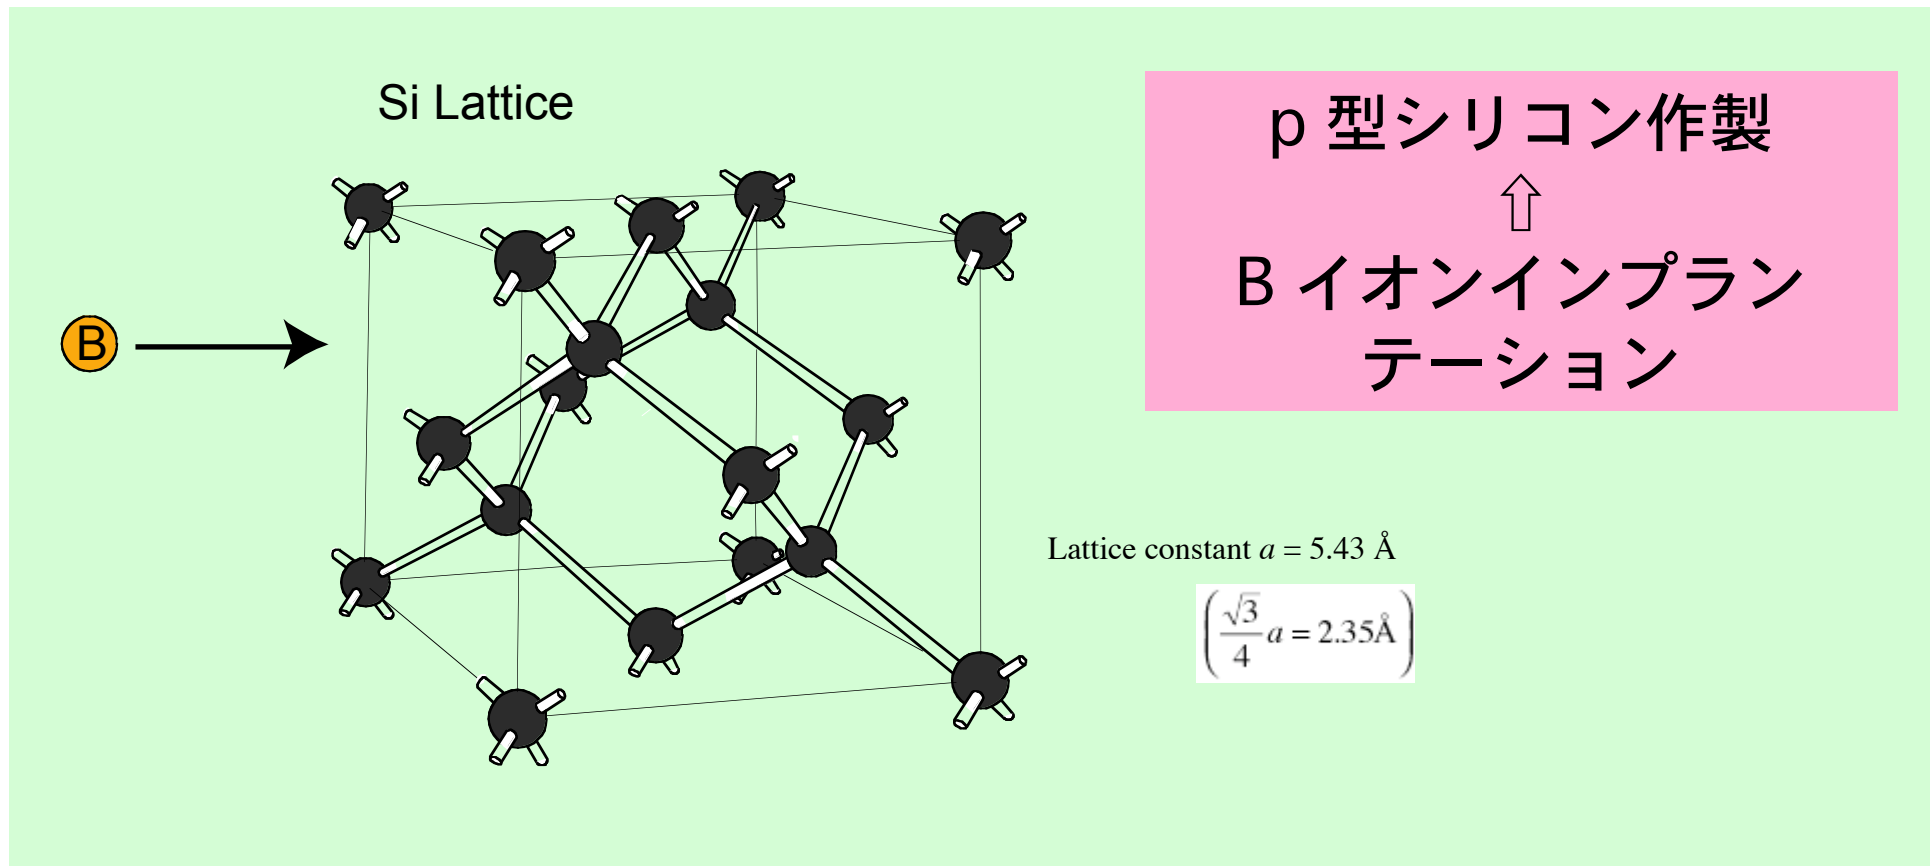 Si Lattice
p 型シリコン作製
⇧
B イオンインプラン
テーション
B
Lattice constant a = 5.43 Å
(√3/4 a = 2.35Å)